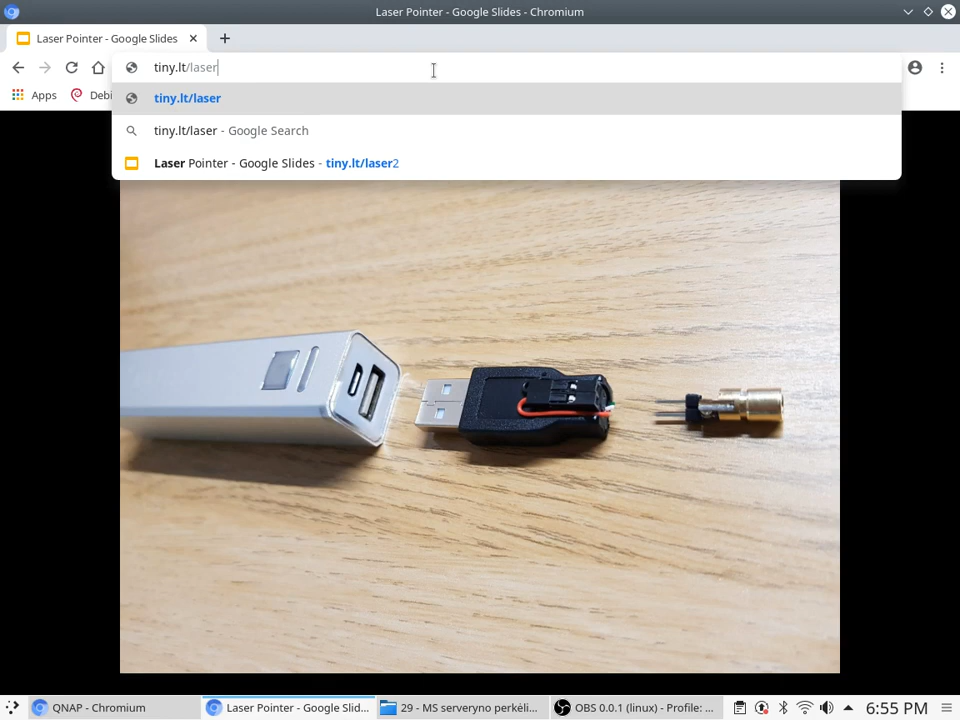 Laser Pointer - Google Slides - Chromium
Laser Pointer - Google Slides
tiny.lt/laser
Apps
Debi
tiny.lt/laser
tiny.lt/laser - Google Search
Laser Pointer - Google Slides - tiny.lt/laser2
QNAP - Chromium
Laser Pointer - Google Slid...
29 - MS serveryno perkėli...
OBS 0.0.1 (linux) - Profile: ...
6:55 PM